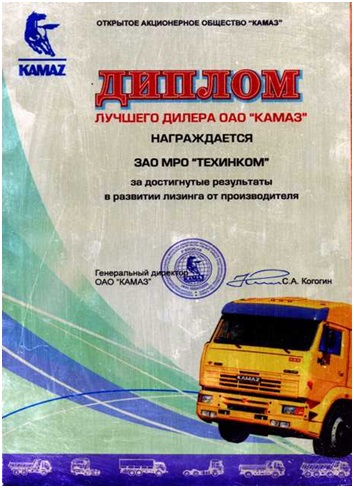 ОТКРЫТОЕ АКЦИОНЕРНОЕ ОБЩЕСТВО "КАМАЗ"
KAMAZ
ДИПЛОМ
ЛУЧШЕГО ДИЛЕРА ОАО "КАМАЗ"
НАГРАЖДАЕТСЯ
ЗАО МРО "ТЕХИНКОМ"
за достигнутые результаты
в развитии лизинга от производителя
Генеральный директор
ОАО "КАМАЗ"
С.А. Когогин
KAMAZ